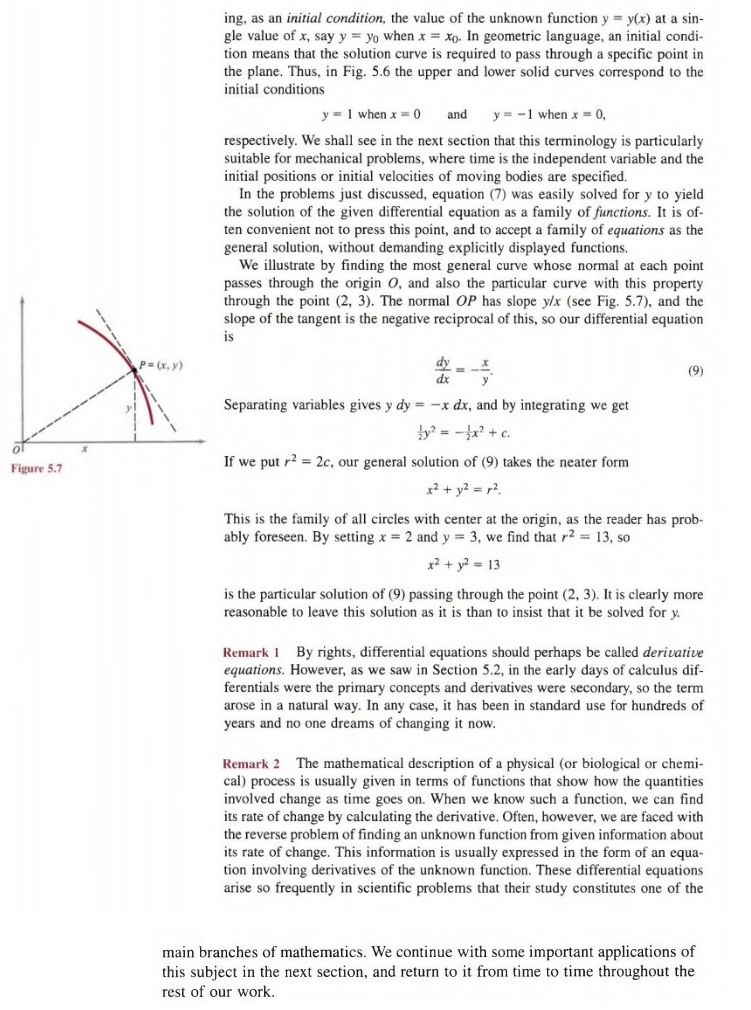 ing, as an initial condition, the value of the unknown function y = y(x) at a sin-
gle value of x, say y = y₀ when x = x₀. In geometric language, an initial condi-
tion means that the solution curve is required to pass through a specific point in
the plane. Thus, in Fig. 5.6 the upper and lower solid curves correspond to the
initial conditions
y = 1 when x = 0 and y = −1 when x = 0,
respectively. We shall see in the next section that this terminology is particularly
suitable for mechanical problems, where time is the independent variable and the
initial positions or initial velocities of moving bodies are specified.
In the problems just discussed, equation (7) was easily solved for y to yield
the solution of the given differential equation as a family of functions. It is of-
ten convenient not to press this point, and to accept a family of equations as the
general solution, without demanding explicitly displayed functions.
We illustrate by finding the most general curve whose normal at each point
passes through the origin O, and also the particular curve with this property
through the point (2, 3). The normal OP has slope y/x (see Fig. 5.7), and the
slope of the tangent is the negative reciprocal of this, so our differential equation
is
dy/dx = −x/y. (9)
Separating variables gives y dy = −x dx, and by integrating we get
½y² = −½x² + c.
If we put r² = 2c, our general solution of (9) takes the neater form
x² + y² = r².
This is the family of all circles with center at the origin, as the reader has prob-
ably foreseen. By setting x = 2 and y = 3, we find that r² = 13, so
x² + y² = 13
is the particular solution of (9) passing through the point (2, 3). It is clearly more
reasonable to leave this solution as it is than to insist that it be solved for y.
P = (x, y)
y
O
x
Figure 5.7
Remark 1 By rights, differential equations should perhaps be called derivative
equations. However, as we saw in Section 5.2, in the early days of calculus dif-
ferentials were the primary concepts and derivatives were secondary, so the term
arose in a natural way. In any case, it has been in standard use for hundreds of
years and no one dreams of changing it now.
Remark 2 The mathematical description of a physical (or biological or chemi-
cal) process is usually given in terms of functions that show how the quantities
involved change as time goes on. When we know such a function, we can find
its rate of change by calculating the derivative. Often, however, we are faced with
the reverse problem of finding an unknown function from given information about
its rate of change. This information is usually expressed in the form of an equa-
tion involving derivatives of the unknown function. These differential equations
arise so frequently in scientific problems that their study constitutes one of the
main branches of mathematics. We continue with some important applications of
this subject in the next section, and return to it from time to time throughout the
rest of our work.